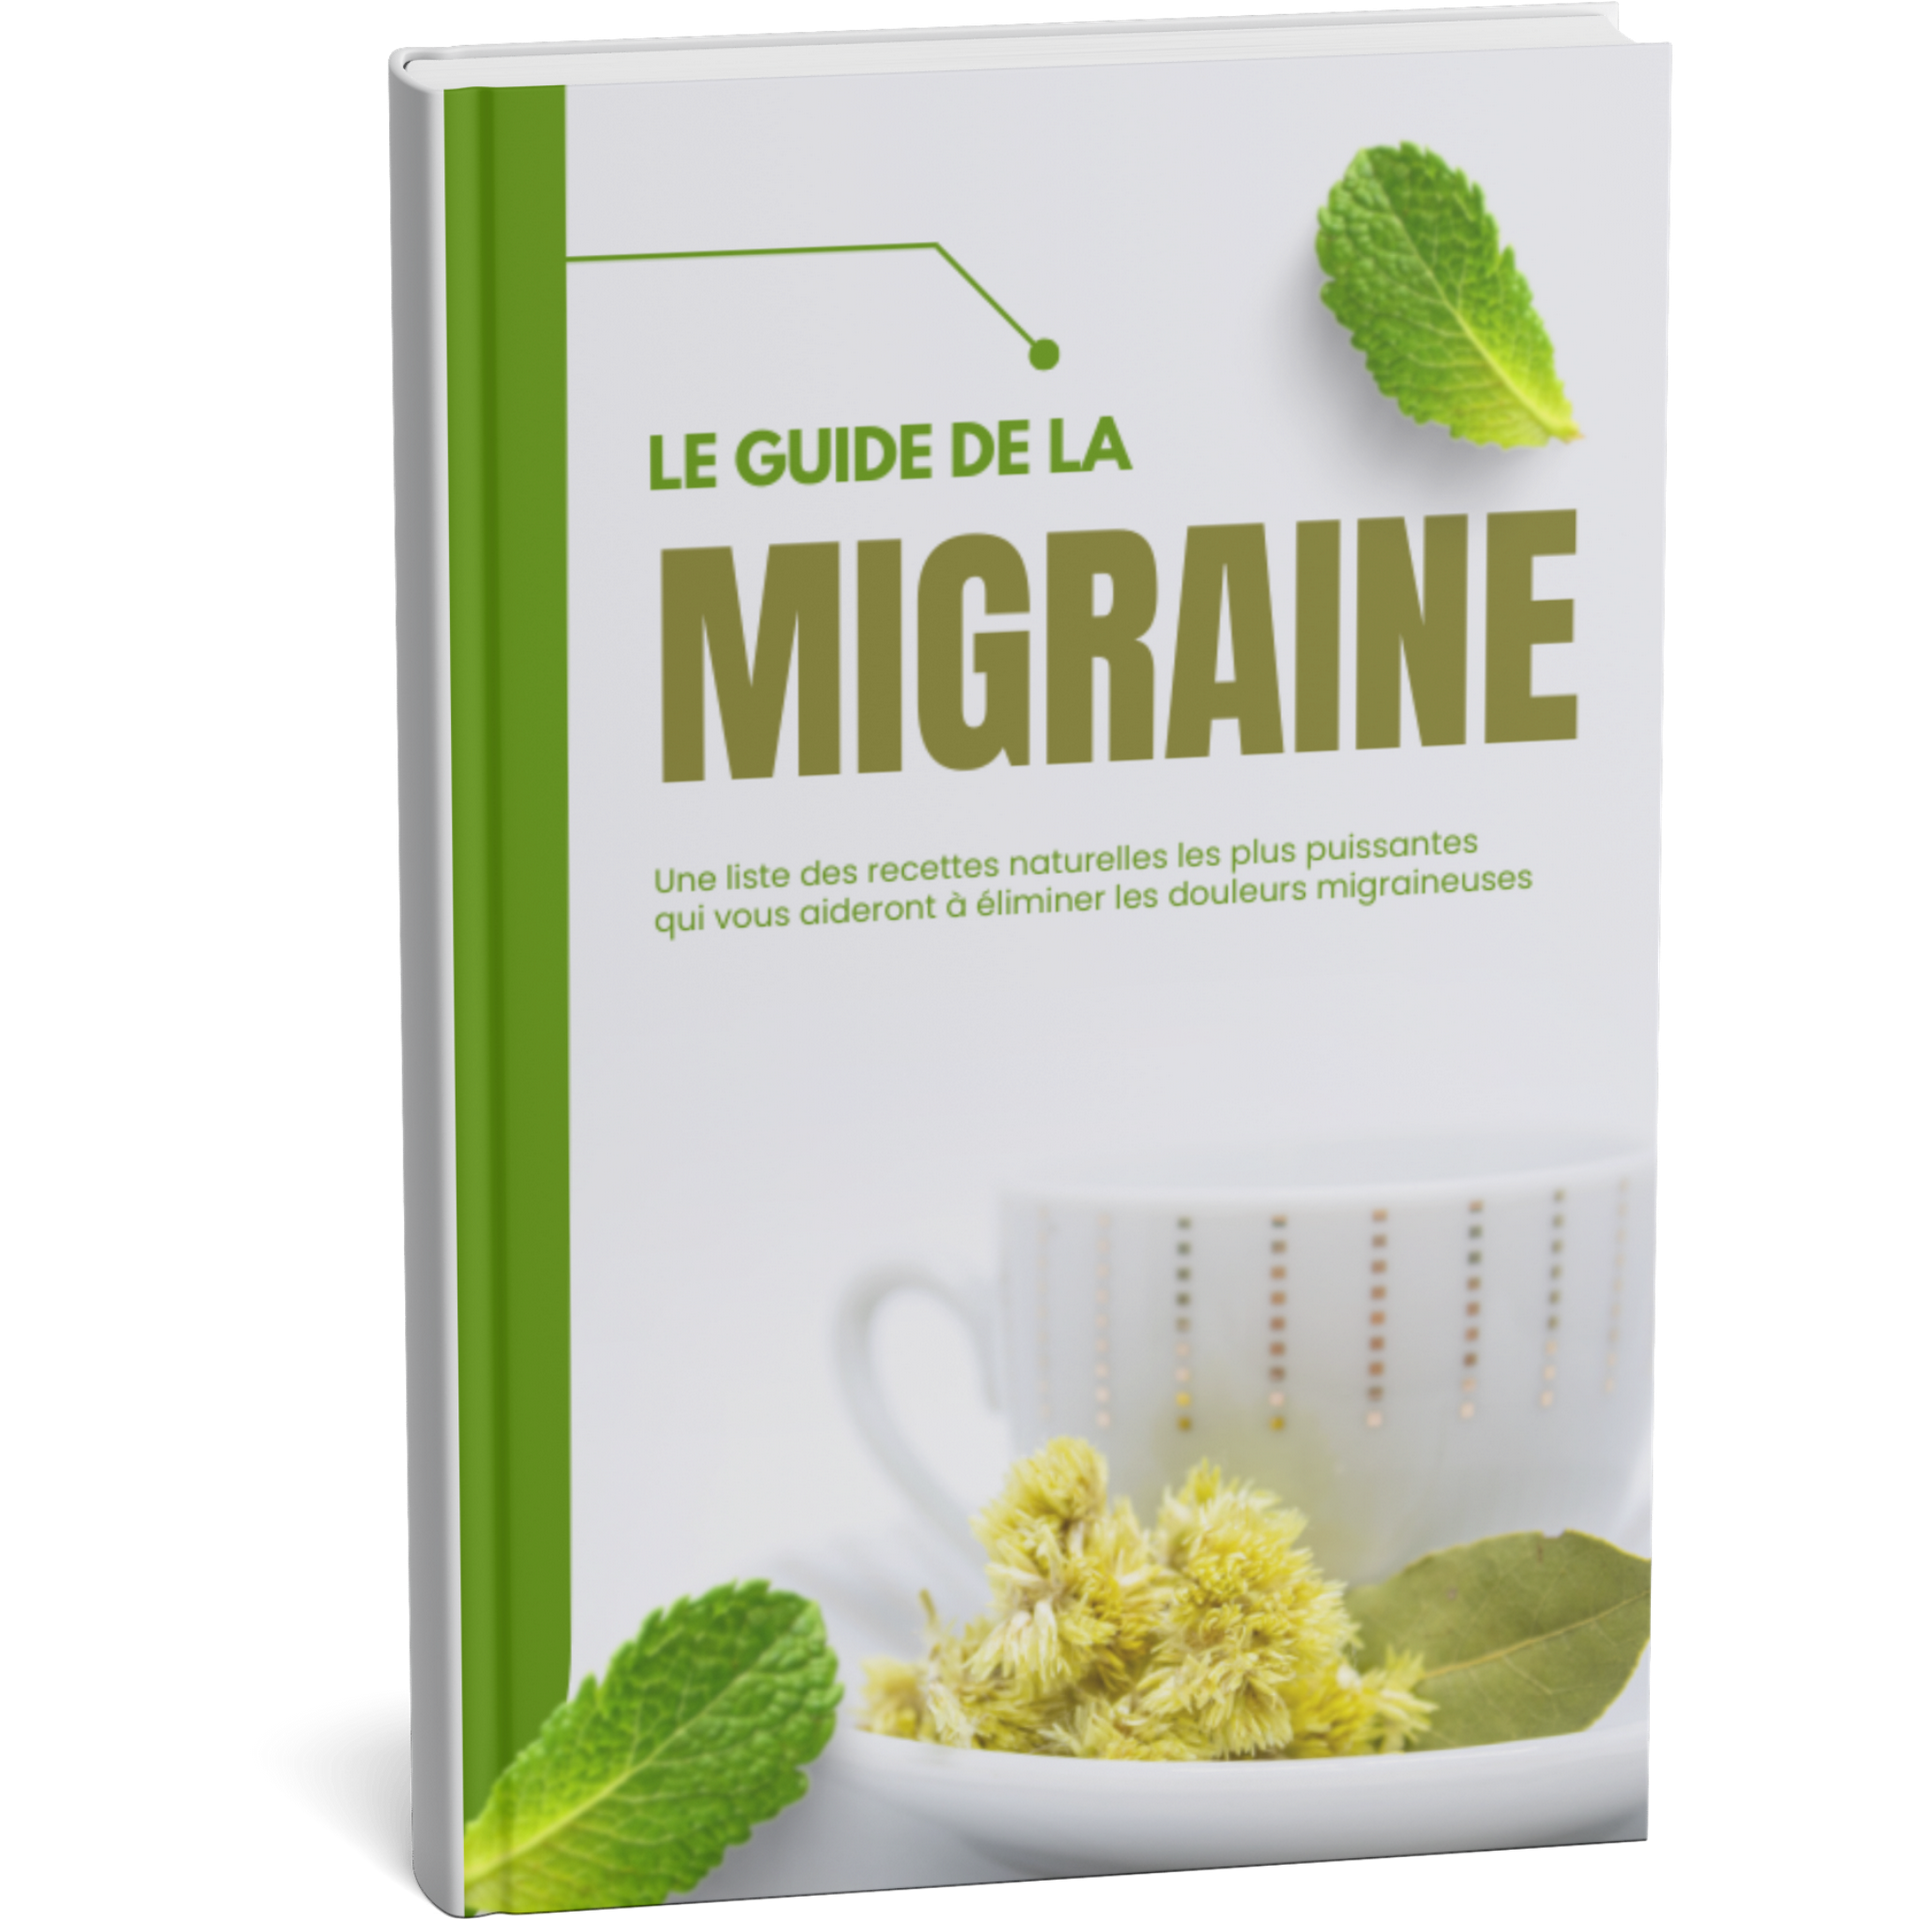 LE GUIDE DE LA
MIGRAINE
Une liste des recettes naturelles les plus puissantes
qui vous aideront à éliminer les douleurs migraineuses